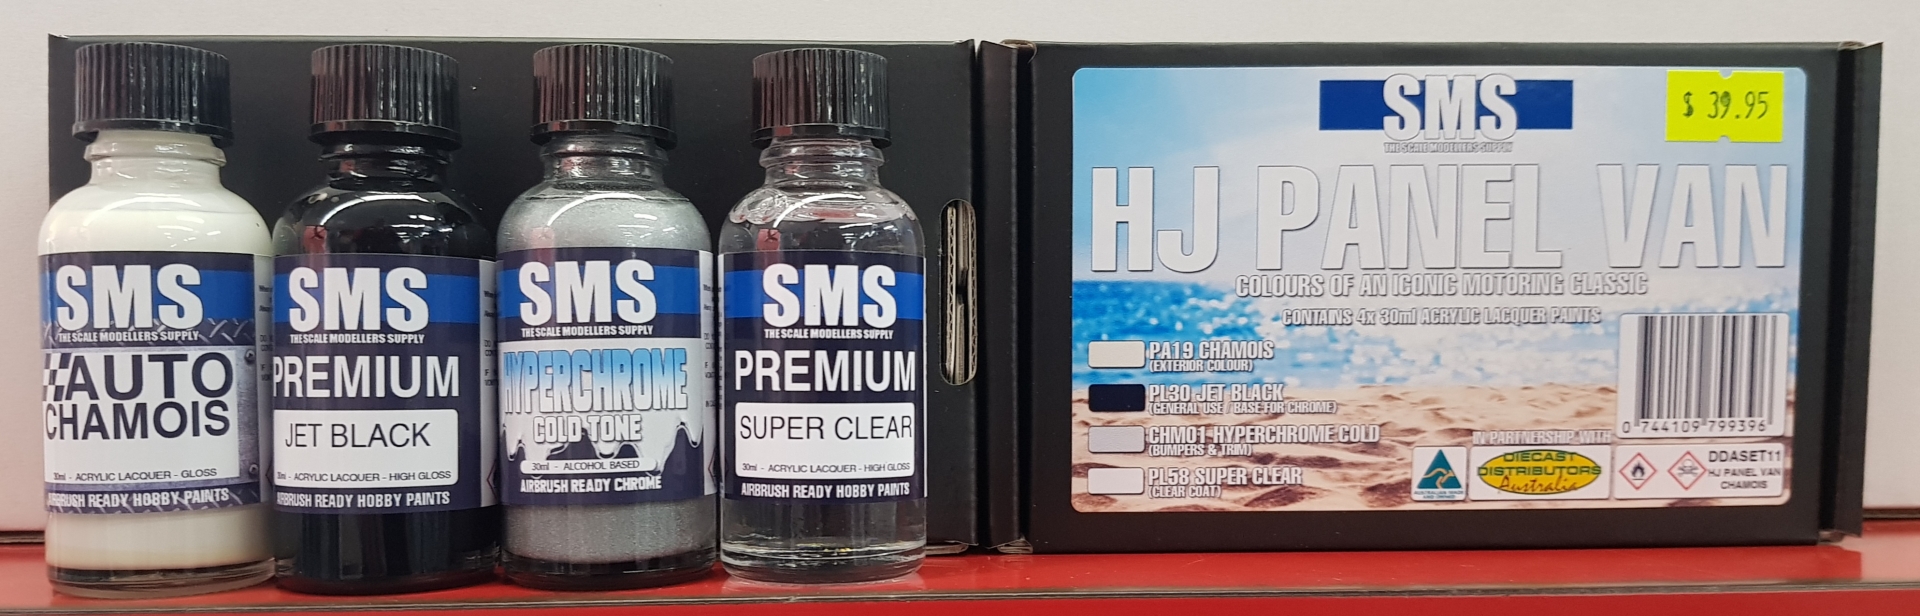 SMS
THE SCALE MODELLERS SUPPLY
#AUTO
CHAMOIS
30ml - ACRYLIC LACQUER - GLOSS
AIRBRUSH READY HOBBY PAINTS
SMS
THE SCALE MODELLERS SUPPLY
PREMIUM
JET BLACK
30ml - ACRYLIC LACQUER - HIGH GLOSS
AIRBRUSH READY HOBBY PAINTS
SMS
THE SCALE MODELLERS SUPPLY
HYPERCHROME
COLD TONE
30ml - ALCOHOL BASED
AIRBRUSH READY CHROME
SMS
THE SCALE MODELLERS SUPPLY
PREMIUM
SUPER CLEAR
30ml - ACRYLIC LACQUER - HIGH GLOSS
AIRBRUSH READY HOBBY PAINTS
SMS
THE SCALE MODELLERS SUPPLY
$ 39.95
HJ PANEL VAN
COLOURS OF AN ICONIC MOTORING CLASSIC
CONTAINS 4x 30ml ACRYLIC LACQUER PAINTS
PA19 CHAMOIS
(EXTERIOR COLOUR)
PL30 JET BLACK
(GENERAL USE / BASE FOR CHROME)
CHM01 HYPERCHROME COLD
(BUMPERS & TRIM)
PL58 SUPER CLEAR
(CLEAR COAT)
0 744109 799396
IN PARTNERSHIP WITH
AUSTRALIAN MADE
AND OWNED
DIECAST
DISTRIBUTORS
Australia
DDASET11
HJ PANEL VAN
CHAMOIS